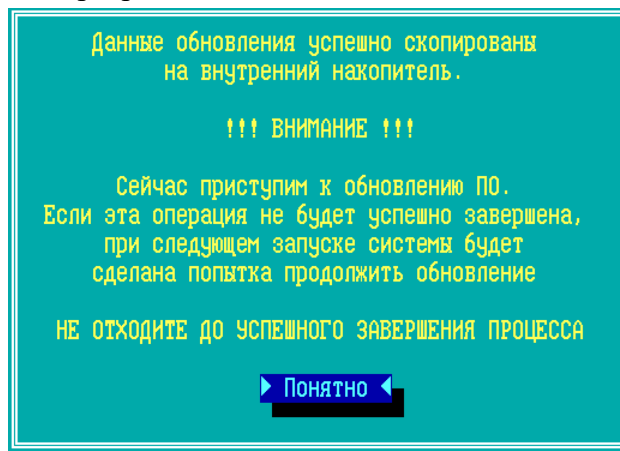 Данные обновления успешно скопированы
на внутренний накопитель.
!!! ВНИМАНИЕ !!!
Сейчас приступим к обновлению ПО.
Если эта операция не будет успешно завершена,
при следующем запуске системы будет
сделана попытка продолжить обновление
НЕ ОТХОДИТЕ ДО УСПЕШНОГО ЗАВЕРШЕНИЯ ПРОЦЕССА
Понятно